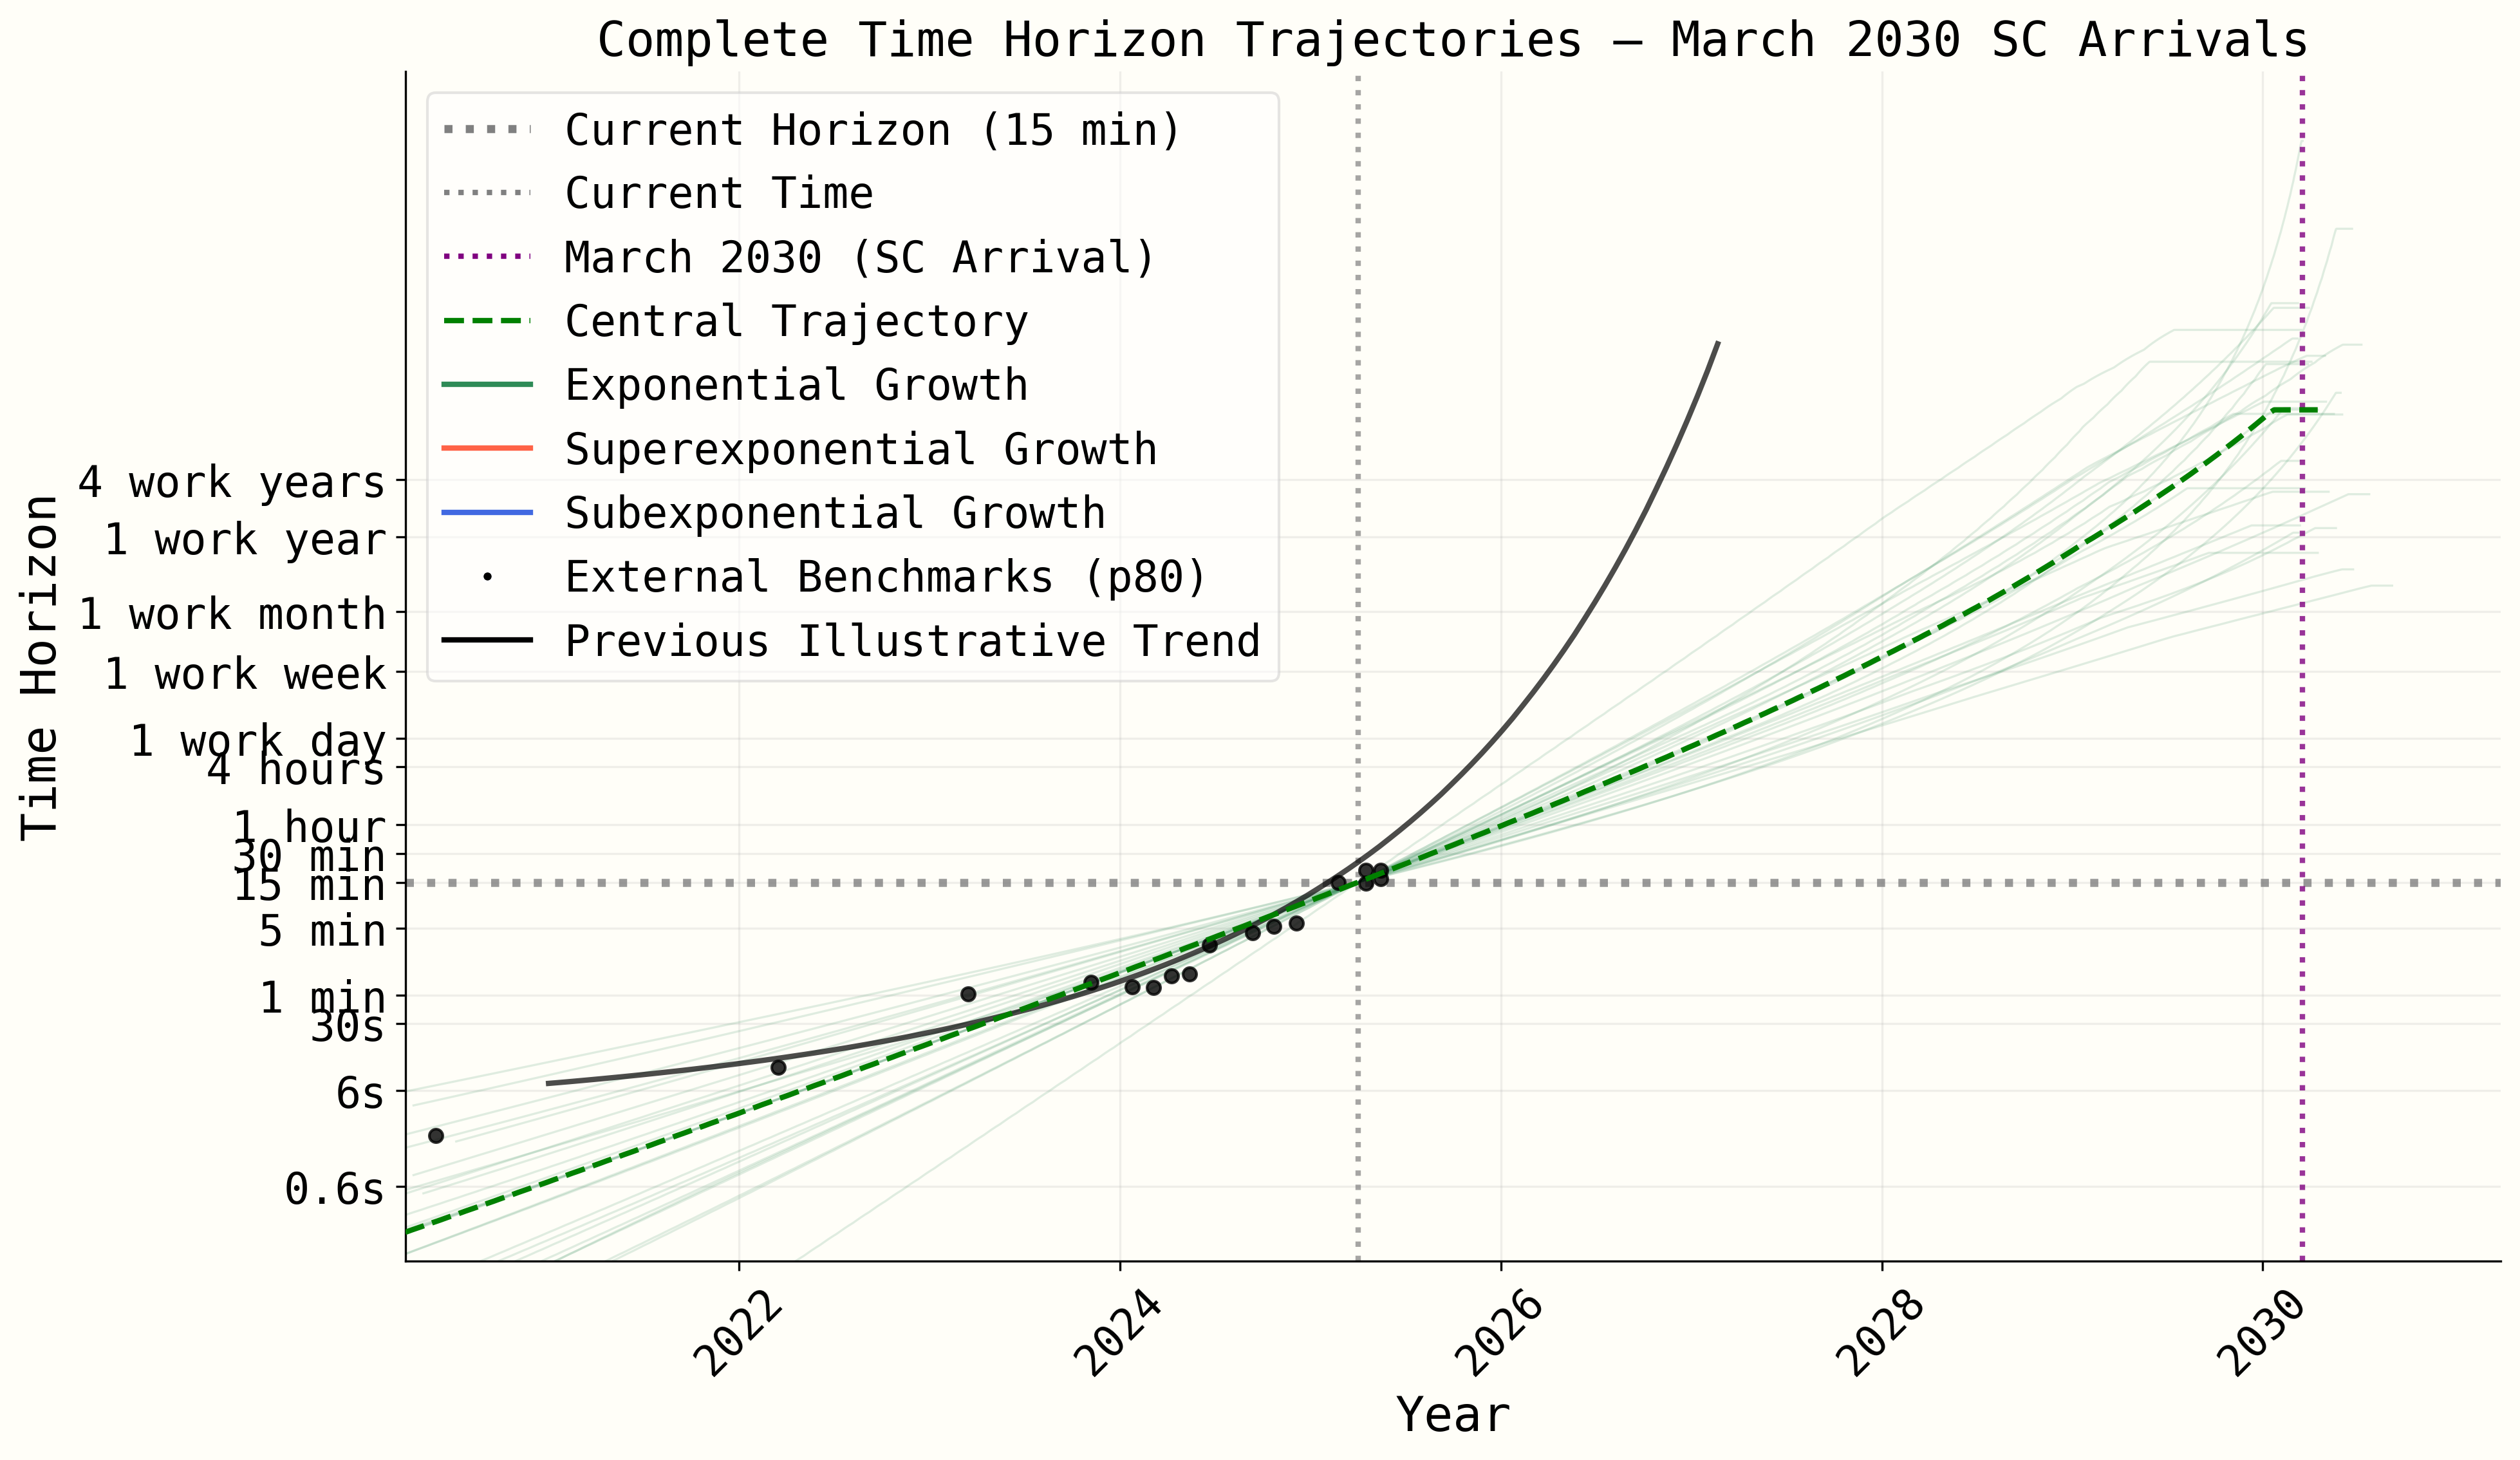 Complete Time Horizon Trajectories — March 2030 SC Arrivals
Current Horizon (15 min)
Current Time
March 2030 (SC Arrival)
Central Trajectory
Exponential Growth
Superexponential Growth
Subexponential Growth
External Benchmarks (p80)
Previous Illustrative Trend
Time Horizon
4 work years
1 work year
1 work month
1 work week
1 work day
4 hours
1 hour
30 min
15 min
5 min
1 min
30s
6s
0.6s
2022
2024
2026
2028
2030
Year